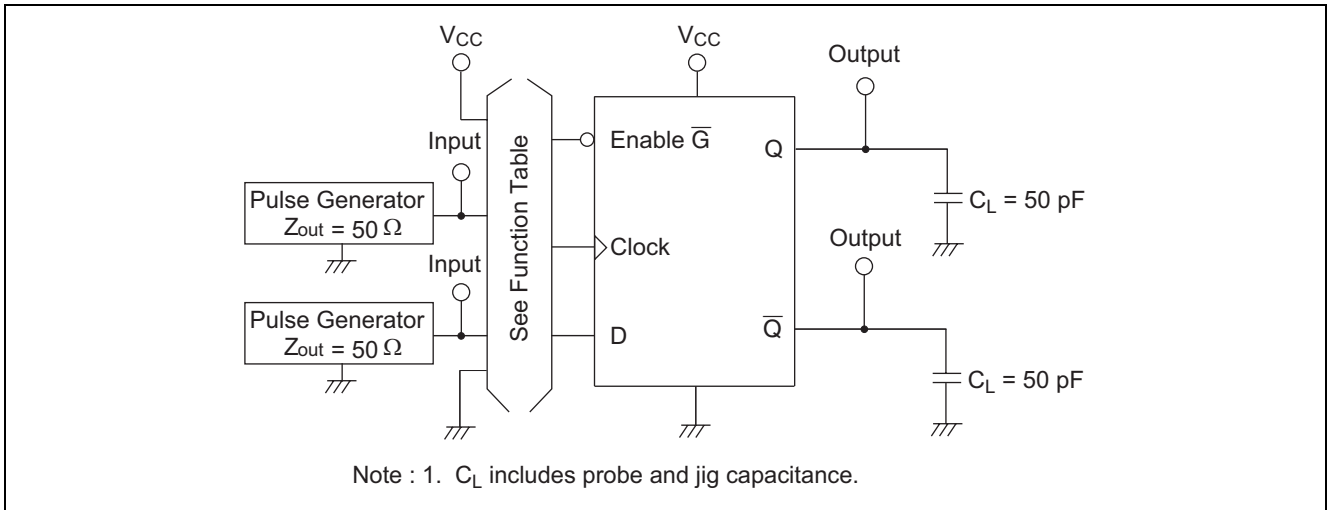 VCC
VCC
Output
Input
See Function Table
Enable G̅
Q
Pulse Generator
Zout = 50 Ω
CL = 50 pF
Clock
Output
Input
Pulse Generator
Zout = 50 Ω
D
Q̅
CL = 50 pF
Note : 1. CL includes probe and jig capacitance.